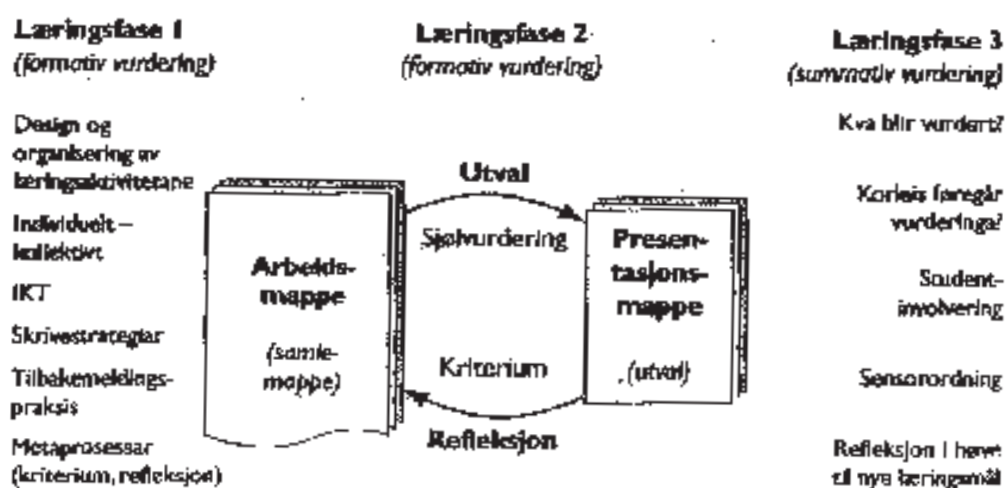 Læringsfase 1
(formativ vurdering)
Design og
organisering av
læringsaktivitetane
Individuelt –
kollektivt
IKT
Skrivestrategiar
Tilbakemeldings-
praksis
Metaprosessar
(kriterium, refleksjon)
Læringsfase 2
(formativ vurdering)
Arbeids-
mappe
(samle-
mappe)
Utval
Sjølvurdering
Kriterium
Refleksjon
Presen-
tasjons-
mappe
(utval)
Læringsfase 3
(summativ vurdering)
Kva blir vurdert?
Korleis føregår
vurderinga?
Student-
involvering
Sensorordning
Refleksjon i høve
til nye læringsmål